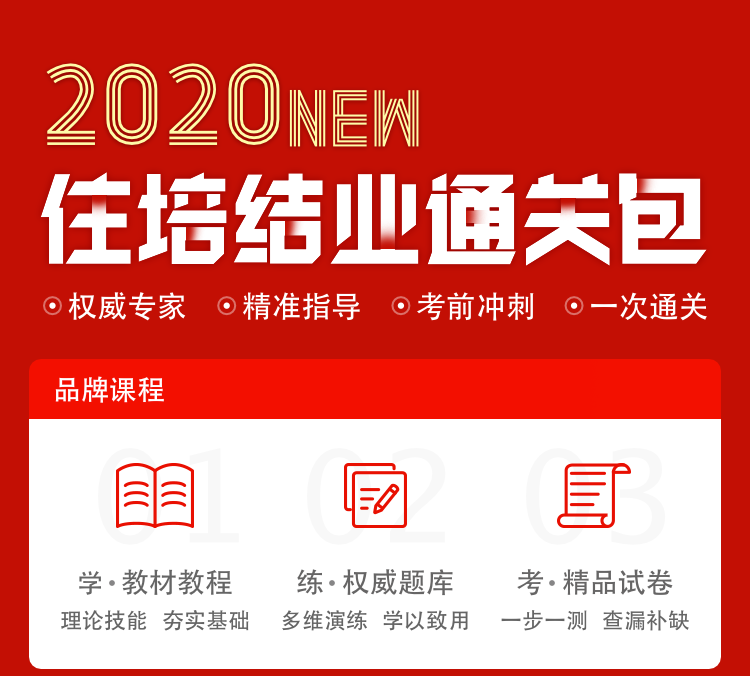 2020NEW
住培结业通关包
权威专家 精准指导 考前冲刺 一次通关
品牌课程
01 02 03
学·教材教程 练·权威题库 考·精品试卷
理论技能 夯实基础 多维演练 学以致用 一步一测 查漏补缺